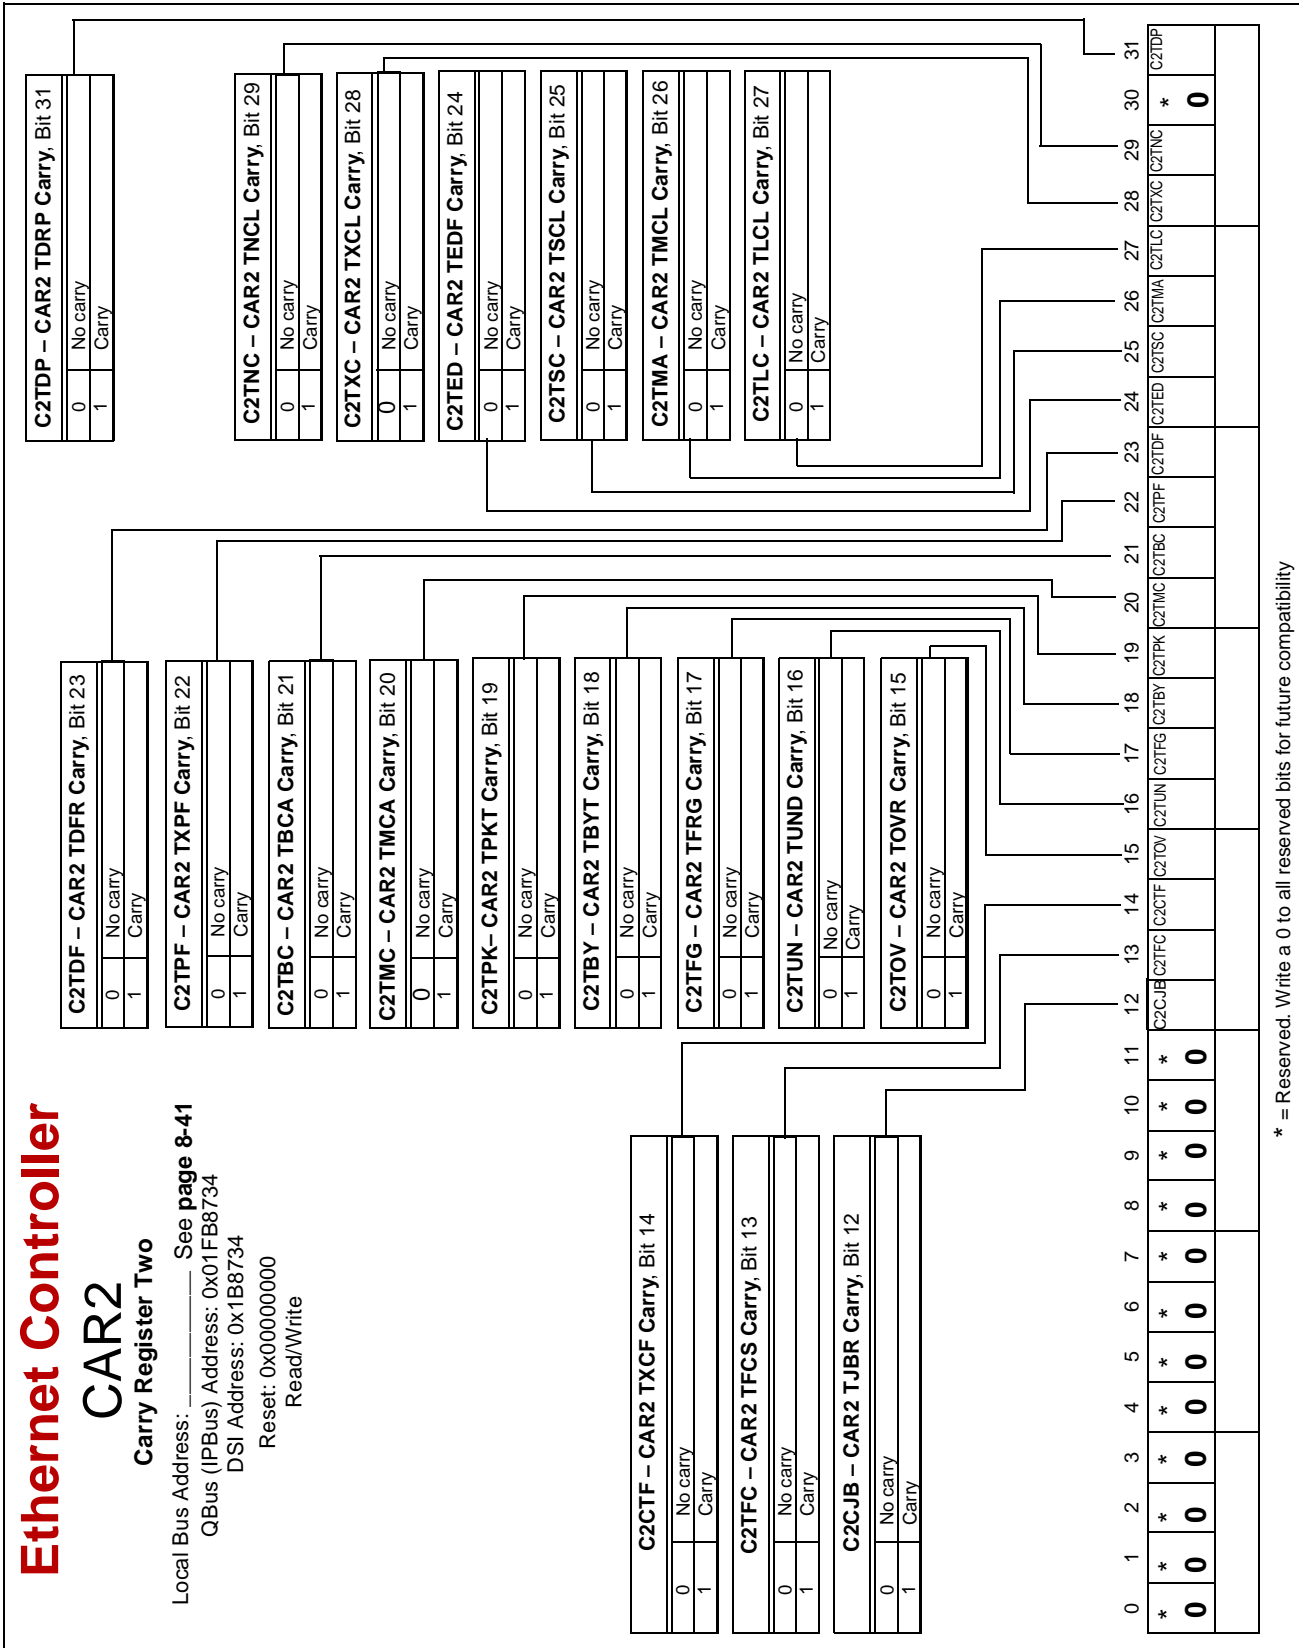 Ethernet Controller
CAR2
Carry Register Two
Local Bus Address: ___________ See page 8-41
QBus (IPBus) Address: 0x01FB8734
DSI Address: 0x1B8734
Reset: 0x00000000
Read/Write
C2TDP – CAR2 TDRP Carry, Bit 31
0 No carry
1 Carry
C2TNC – CAR2 TNCL Carry, Bit 29
0 No carry
1 Carry
C2TXC – CAR2 TXCL Carry, Bit 28
0 No carry
1 Carry
C2TED – CAR2 TEDF Carry, Bit 24
0 No carry
1 Carry
C2TSC – CAR2 TSCL Carry, Bit 25
0 No carry
1 Carry
C2TMA – CAR2 TMCL Carry, Bit 26
0 No carry
1 Carry
C2TLC – CAR2 TLCL Carry, Bit 27
0 No carry
1 Carry
C2TDF – CAR2 TDFR Carry, Bit 23
0 No carry
1 Carry
C2TPF – CAR2 TXPF Carry, Bit 22
0 No carry
1 Carry
C2TBC – CAR2 TBCA Carry, Bit 21
0 No carry
1 Carry
C2TMC – CAR2 TMCA Carry, Bit 20
0 No carry
1 Carry
C2TPK– CAR2 TPKT Carry, Bit 19
0 No carry
1 Carry
C2TBY – CAR2 TBYT Carry, Bit 18
0 No carry
1 Carry
C2TFG – CAR2 TFRG Carry, Bit 17
0 No carry
1 Carry
C2TUN – CAR2 TUND Carry, Bit 16
0 No carry
1 Carry
C2TOV – CAR2 TOVR Carry, Bit 15
0 No carry
1 Carry
C2CTF – CAR2 TXCF Carry, Bit 14
0 No carry
1 Carry
C2TFC – CAR2 TFCS Carry, Bit 13
0 No carry
1 Carry
C2CJB – CAR2 TJBR Carry, Bit 12
0 No carry
1 Carry
0 1 2 3 4 5 6 7 8 9 10 11 12 13 14 15 16 17 18 19 20 21 22 23 24 25 26 27 28 29 30 31
* * * * * * * * * * * * C2CJB C2TFC C2CTF C2TOV C2TUN C2TFG C2TBY C2TPK C2TMC C2TBC C2TPF C2TDF C2TED C2TSC C2TMA C2TLC C2TXC C2TNC * C2TDP
0 0 0 0 0 0 0 0 0 0 0 0 0
* = Reserved. Write a 0 to all reserved bits for future compatibility